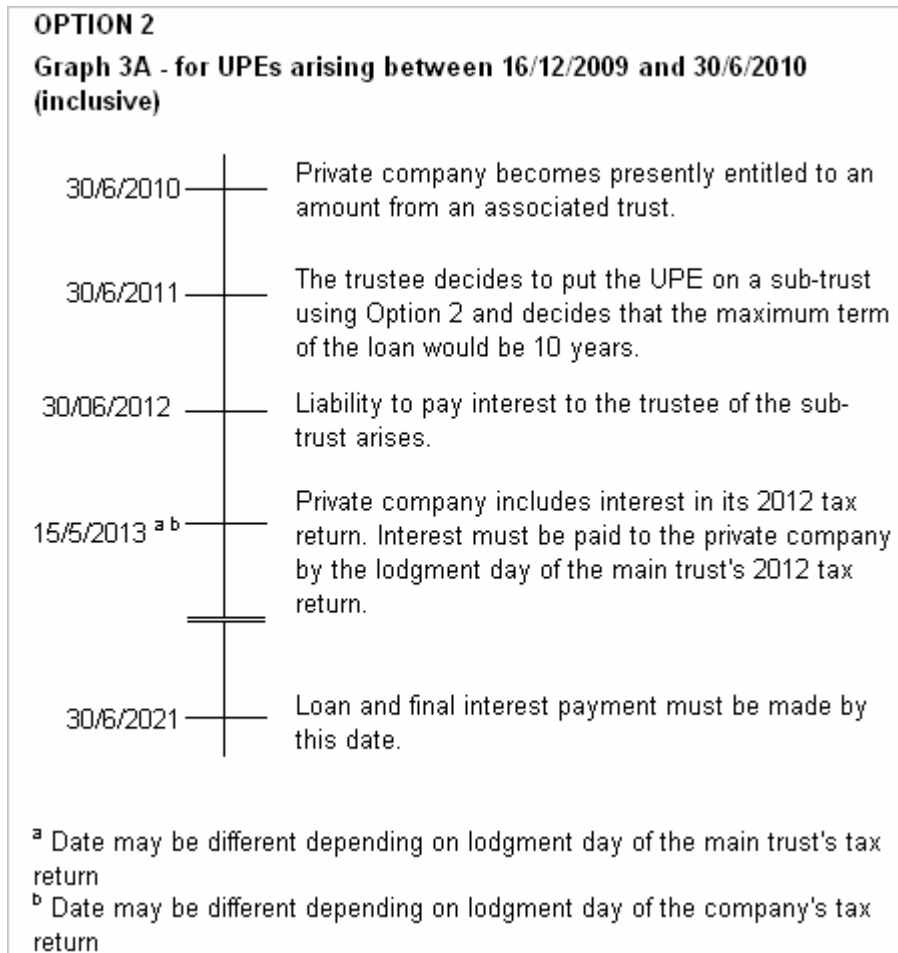 OPTION 2
Graph 3A - for UPEs arising between 16/12/2009 and 30/6/2010
(inclusive)
30/6/2010
Private company becomes presently entitled to an
amount from an associated trust.
30/6/2011
The trustee decides to put the UPE on a sub-trust
using Option 2 and decides that the maximum term
of the loan would be 10 years.
30/06/2012
Liability to pay interest to the trustee of the sub-
trust arises.
15/5/2013 a b
Private company includes interest in its 2012 tax
return. Interest must be paid to the private company
by the lodgment day of the main trust's 2012 tax
return.
30/6/2021
Loan and final interest payment must be made by
this date.
a Date may be different depending on lodgment day of the main trust's tax
return
b Date may be different depending on lodgment day of the company's tax
return